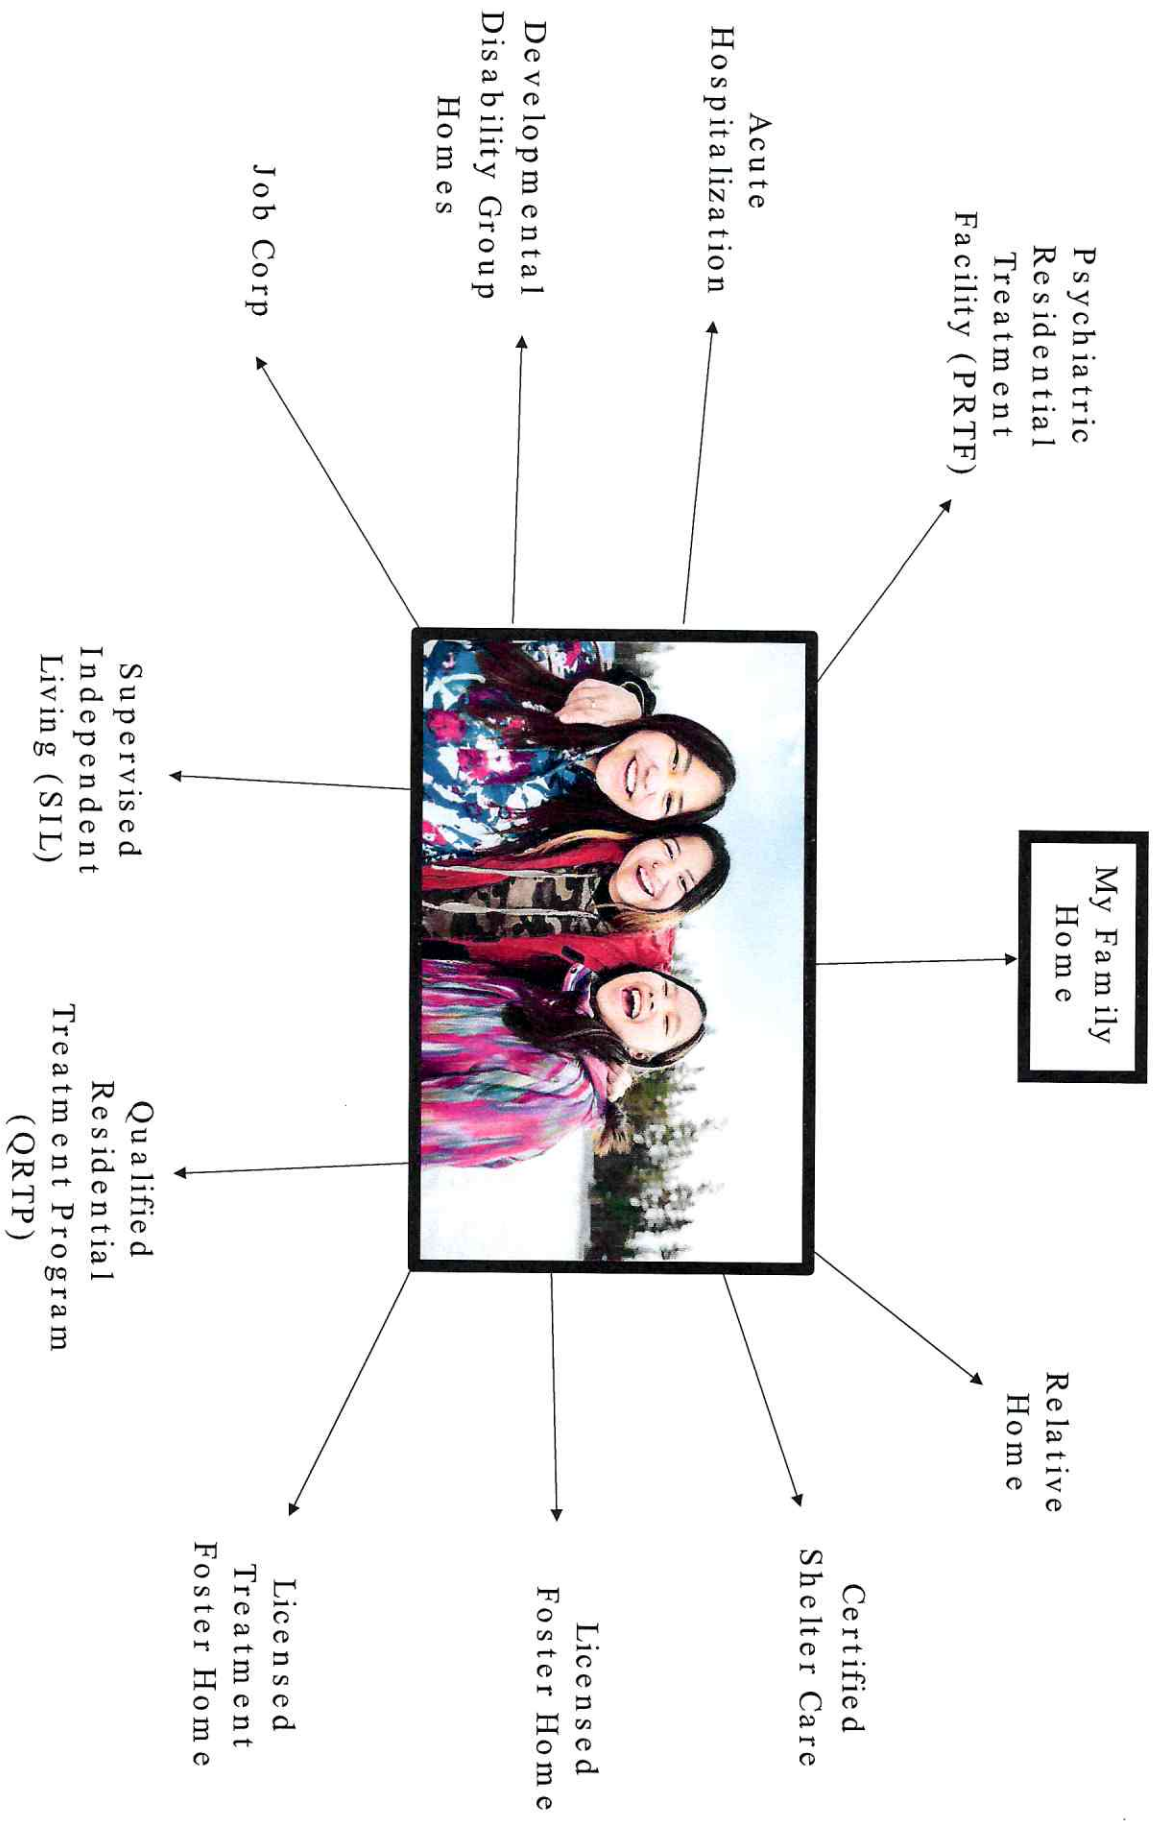 My Family
Home
Relative
Home
Certified
Shelter Care
Licensed
Foster Home
Licensed
Treatment
Foster Home
Qualified
Residential
Treatment Program
(QRTP)
Supervised
Independent
Living (SIL)
Job Corp
Developmental
Disability Group
Homes
Acute
Hospitalization
Psychiatric
Residential
Treatment
Facility (PRTF)